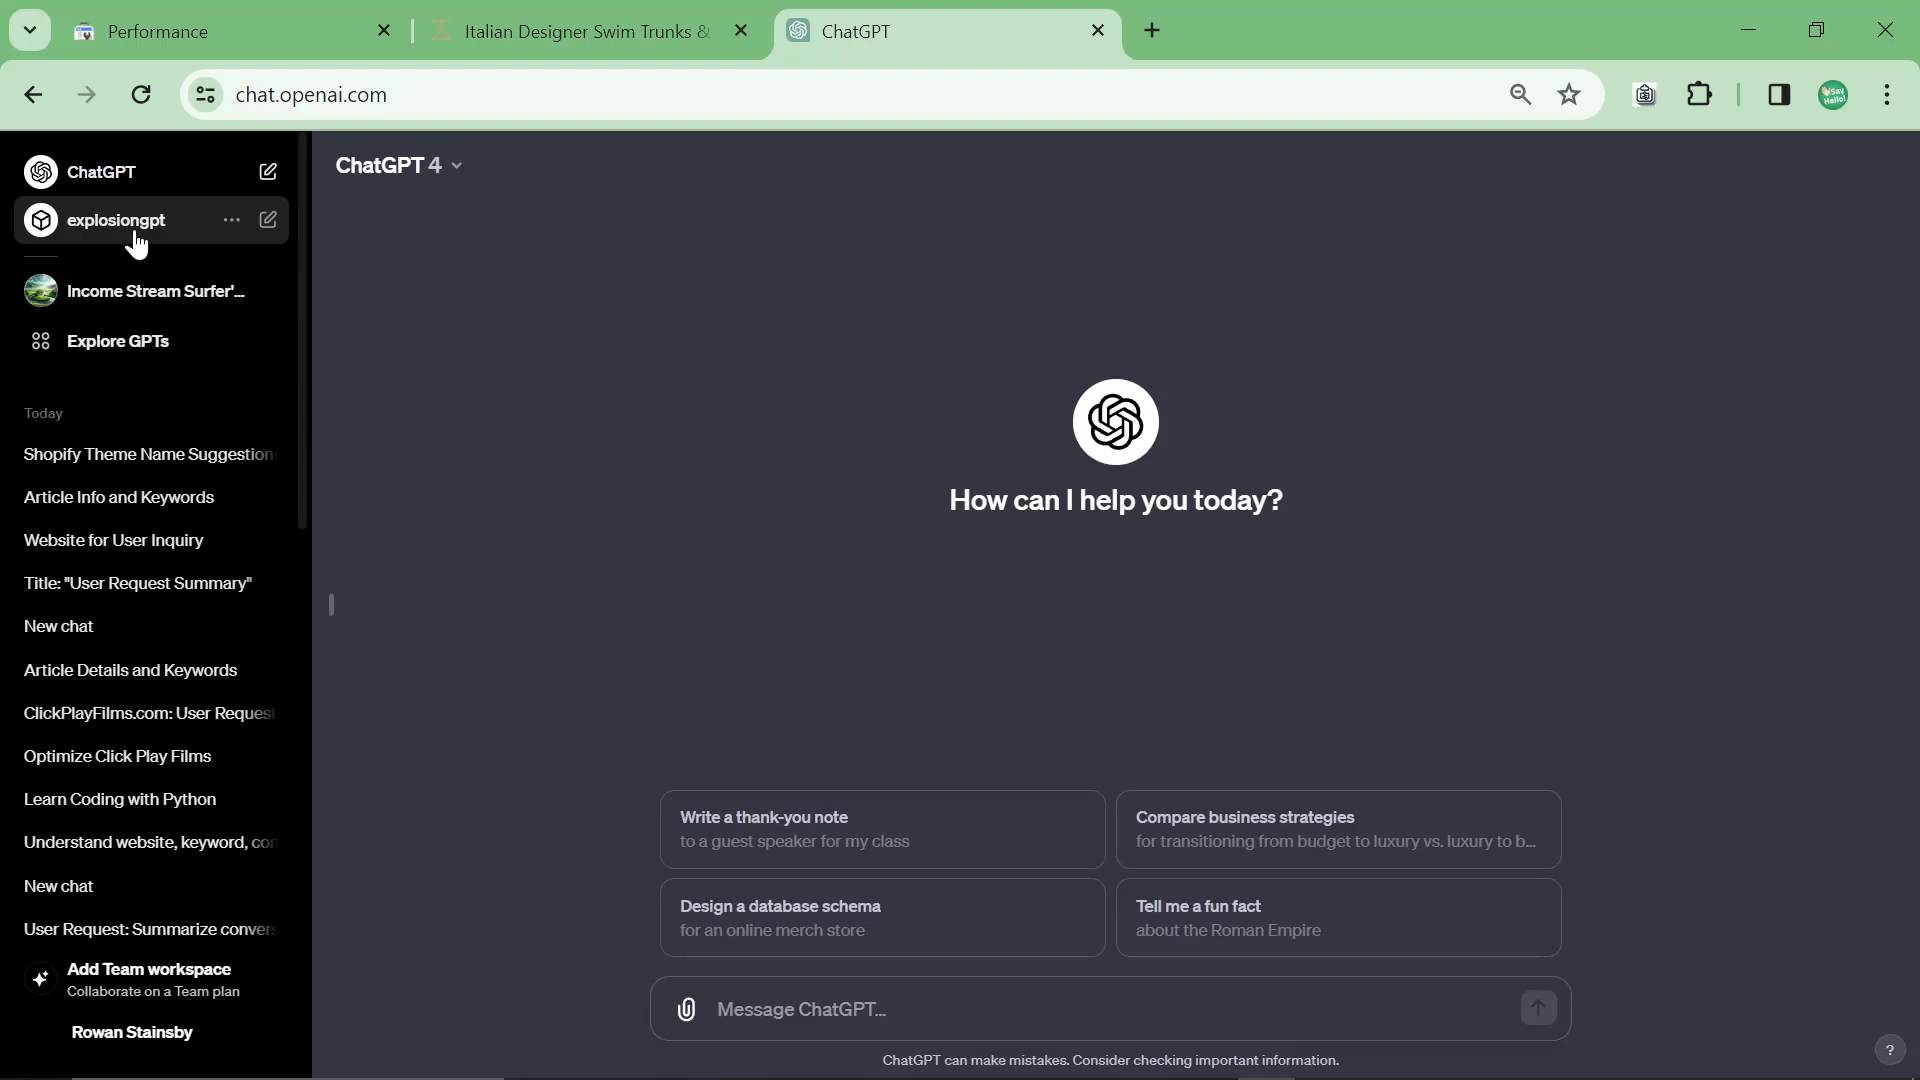 Performance
Italian Designer Swim Trunks &
ChatGPT
chat.openai.com
Say Hello!
ChatGPT
ChatGPT 4
explosiongpt
Income Stream Surfer'...
Explore GPTs
Today
Shopify Theme Name Suggestion
Article Info and Keywords
Website for User Inquiry
Title: "User Request Summary"
New chat
Article Details and Keywords
ClickPlayFilms.com: User Request
Optimize Click Play Films
Learn Coding with Python
Understand website, keyword, con
New chat
User Request: Summarize convers
Add Team workspace
Collaborate on a Team plan
Rowan Stainsby
How can I help you today?
Write a thank-you note
to a guest speaker for my class
Compare business strategies
for transitioning from budget to luxury vs. luxury to b...
Design a database schema
for an online merch store
Tell me a fun fact
about the Roman Empire
Message ChatGPT...
ChatGPT can make mistakes. Consider checking important information.
?